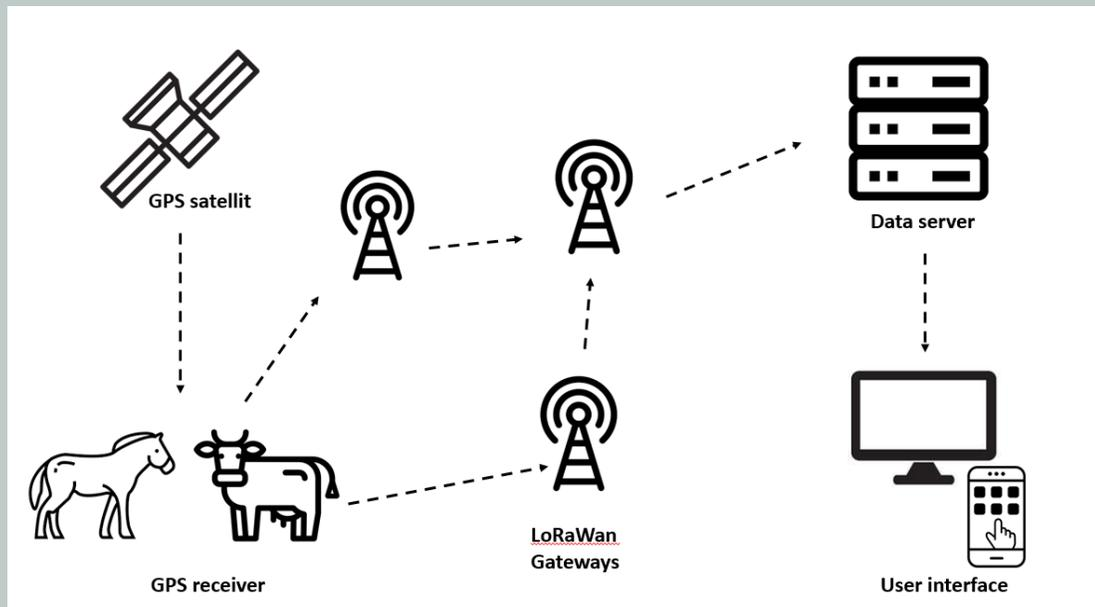 GPS satellit
Data server
LoRaWan
Gateways
GPS receiver
User interface